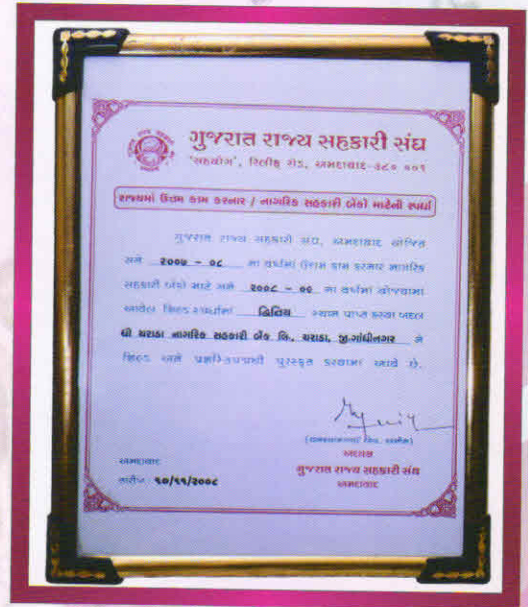 ગુજરાત રાજ્ય સહકારી સંઘ
'સહયોગ', રિલીફ રોડ, અમદાવાદ-૩૮૦ ૦૦૧
રાજ્યમાં ઉત્તમ કામ કરનાર / નાગરિક સહકારી બેંકો માટેની સ્પર્ધા
ગુજરાત રાજ્ય સહકારી સંઘ, અમદાવાદ યોજિત
સને ૨૦૦૭ - ૦૮ ના વર્ષમાં ઉત્તમ કામ કરનાર નાગરિક
સહકારી બેંકો માટે સને ૨૦૦૮ - ૦૯ ના વર્ષમાં યોજવામાં
આવેલ શિલ્ડ સ્પર્ધામાં દ્વિતિય સ્થાન પ્રાપ્ત કરવા બદલ
ધી ચરાડા નાગરિક સહકારી બેંક લિ., ચરાડા, જી.ગાંધીનગર ને
શિલ્ડ અને પ્રશસ્તિપત્રથી પુરસ્કૃત કરવામાં આવે છે.
અધ્યક્ષ
અમદાવાદ
ગુજરાત રાજ્ય સહકારી સંઘ
તારીખ ૧૦/૧૧/૨૦૦૮
અમદાવાદ